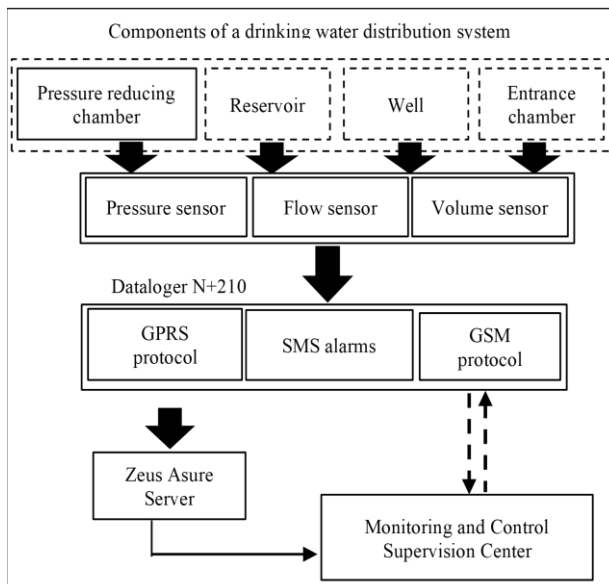 Components of a drinking water distribution system
Pressure reducing
chamber
Reservoir
Well
Entrance
chamber
Pressure sensor
Flow sensor
Volume sensor
Dataloger N+210
GPRS
protocol
SMS alarms
GSM
protocol
Zeus Asure
Server
Monitoring and Control
Supervision Center